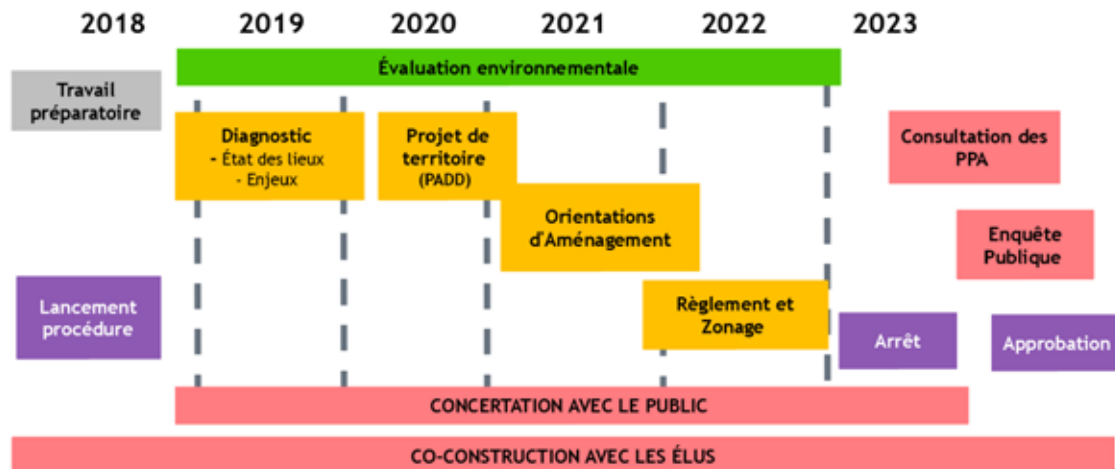 2018 2019 2020 2021 2022 2023
Évaluation environnementale
Travail
préparatoire
Diagnostic
- État des lieux
- Enjeux
Projet de
territoire
(PADD)
Consultation des
PPA
Orientations
d'Aménagement
Enquête
Publique
Lancement
procédure
Règlement et
Zonage
Arrêt
Approbation
CONCERTATION AVEC LE PUBLIC
CO-CONSTRUCTION AVEC LES ÉLUS